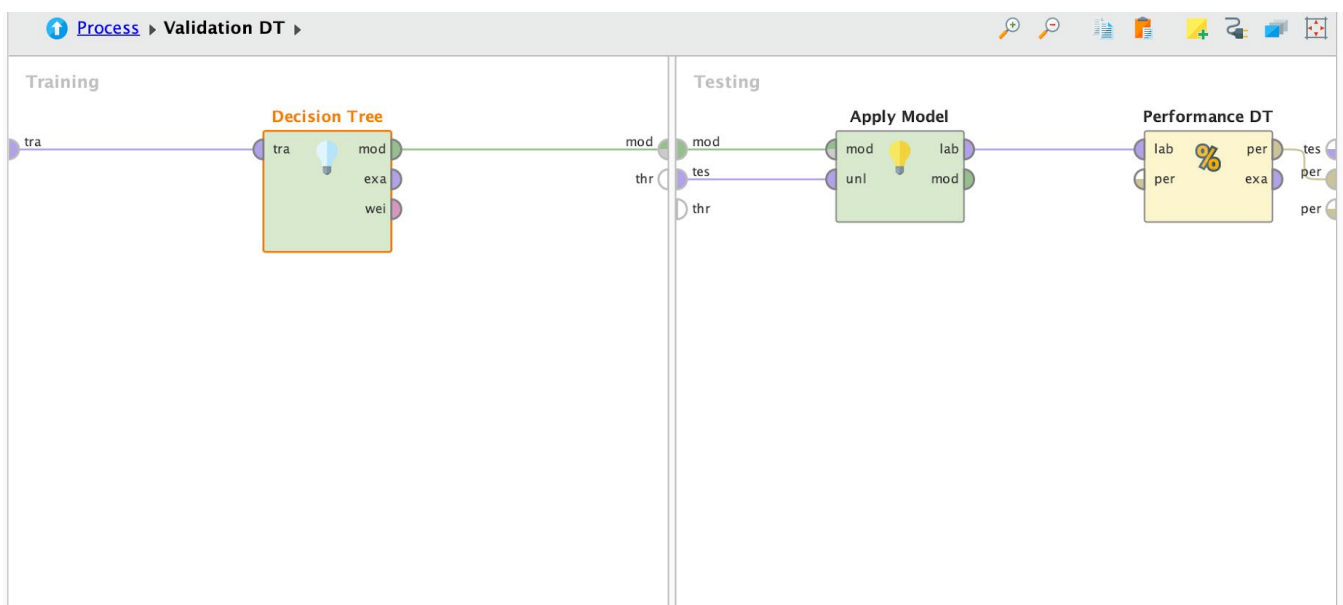 Process ▸ Validation DT ▸
Training
Decision Tree
tra
tra
mod
exa
wei
mod
thr
Testing
mod
tes
thr
Apply Model
mod
lab
unl
mod
Performance DT
lab
%
per
per
exa
tes
per
per